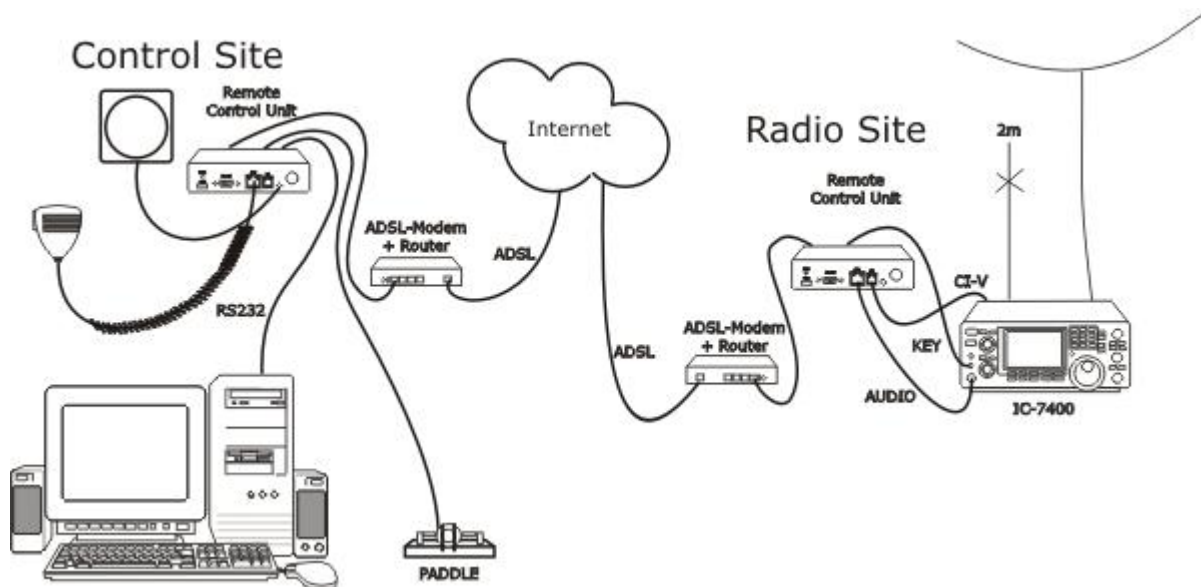 Control Site
Remote
Control Unit
Internet
Radio Site
2m
Remote
Control Unit
ADSL-Modem
+ Router
ADSL
CI-V
RS232
ADSL-Modem
+ Router
ADSL
KEY
AUDIO
IC-7400
PADDLE